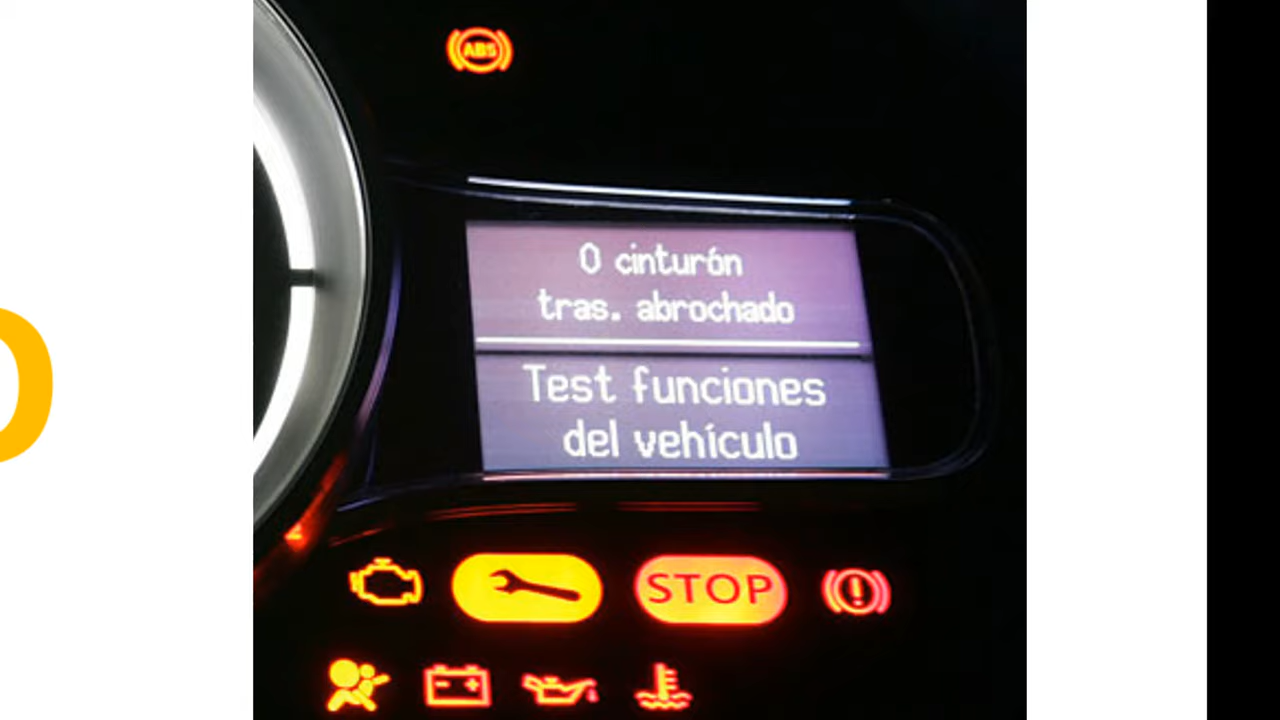 ABS
0 cinturón
tras. abrochado
Test funciones
del vehículo
STOP